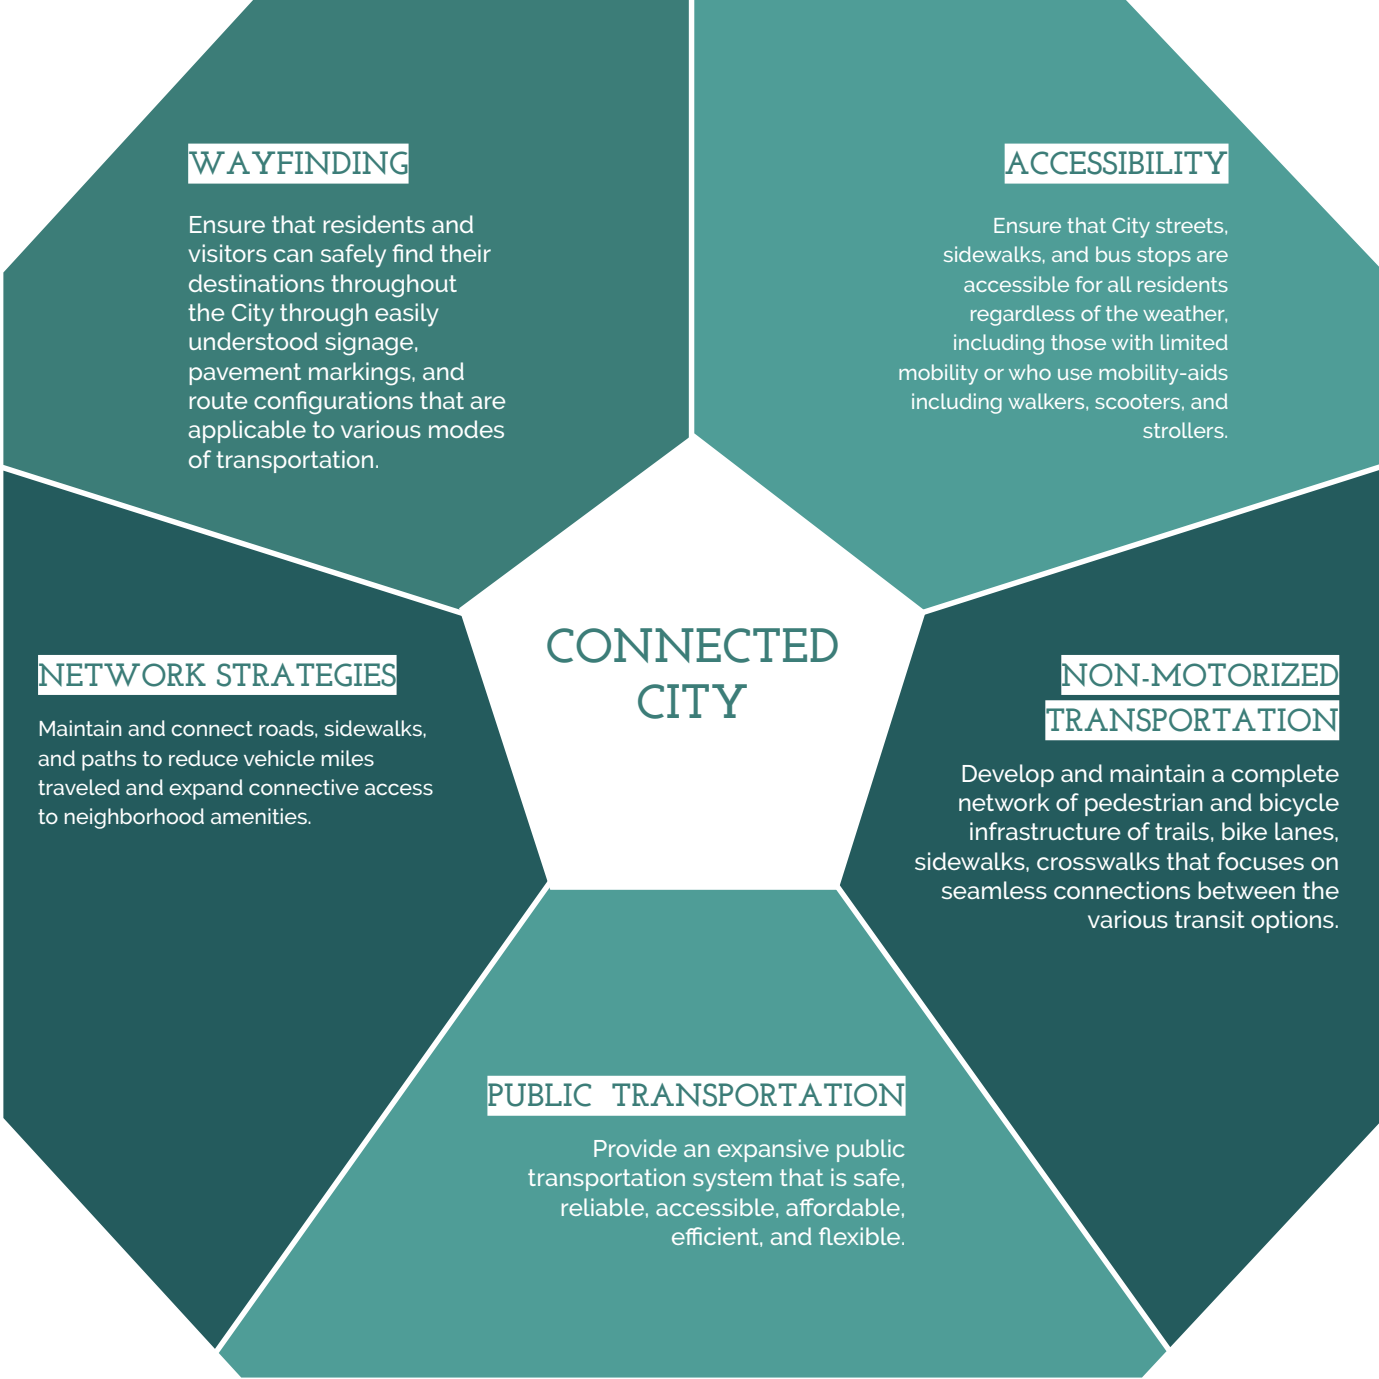 WAYFINDING
Ensure that residents and
visitors can safely find their
destinations throughout
the City through easily
understood signage,
pavement markings, and
route configurations that are
applicable to various modes
of transportation.
ACCESSIBILITY
Ensure that City streets,
sidewalks, and bus stops are
accessible for all residents
regardless of the weather,
including those with limited
mobility or who use mobility-aids
including walkers, scooters, and
strollers.
CONNECTED
CITY
NETWORK STRATEGIES
Maintain and connect roads, sidewalks,
and paths to reduce vehicle miles
traveled and expand connective access
to neighborhood amenities.
NON-MOTORIZED
TRANSPORTATION
Develop and maintain a complete
network of pedestrian and bicycle
infrastructure of trails, bike lanes,
sidewalks, crosswalks that focuses on
seamless connections between the
various transit options.
PUBLIC TRANSPORTATION
Provide an expansive public
transportation system that is safe,
reliable, accessible, affordable,
efficient, and flexible.